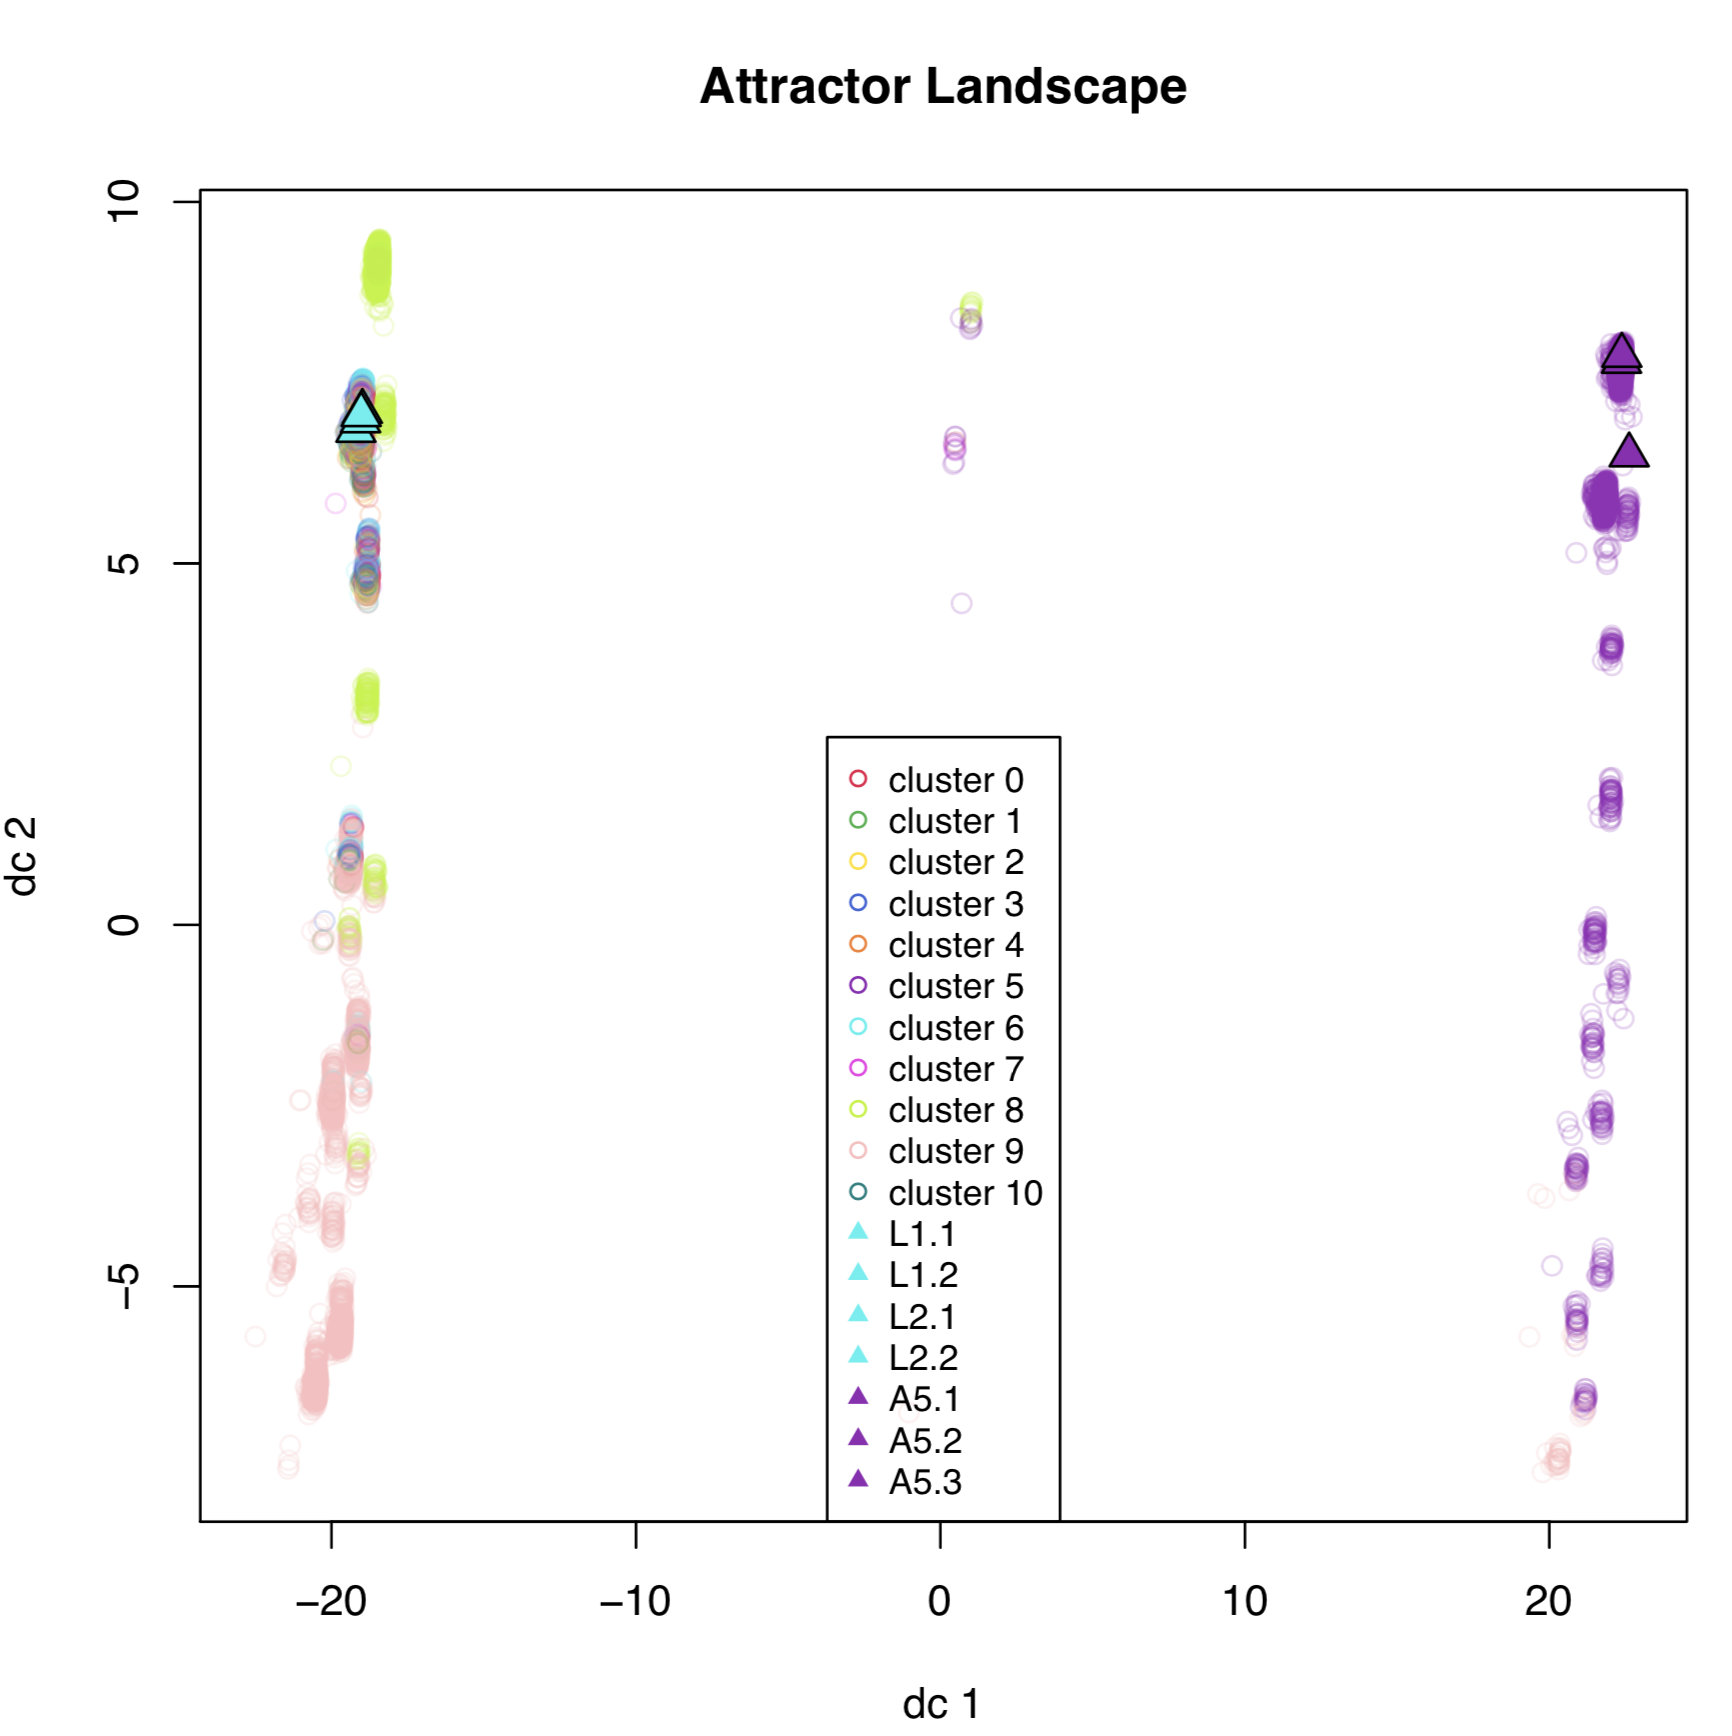 Attractor Landscape
10
5
0
−5
dc 2
cluster 0
cluster 1
cluster 2
cluster 3
cluster 4
cluster 5
cluster 6
cluster 7
cluster 8
cluster 9
cluster 10
L1.1
L1.2
L2.1
L2.2
A5.1
A5.2
A5.3
−20 −10 0 10 20
dc 1